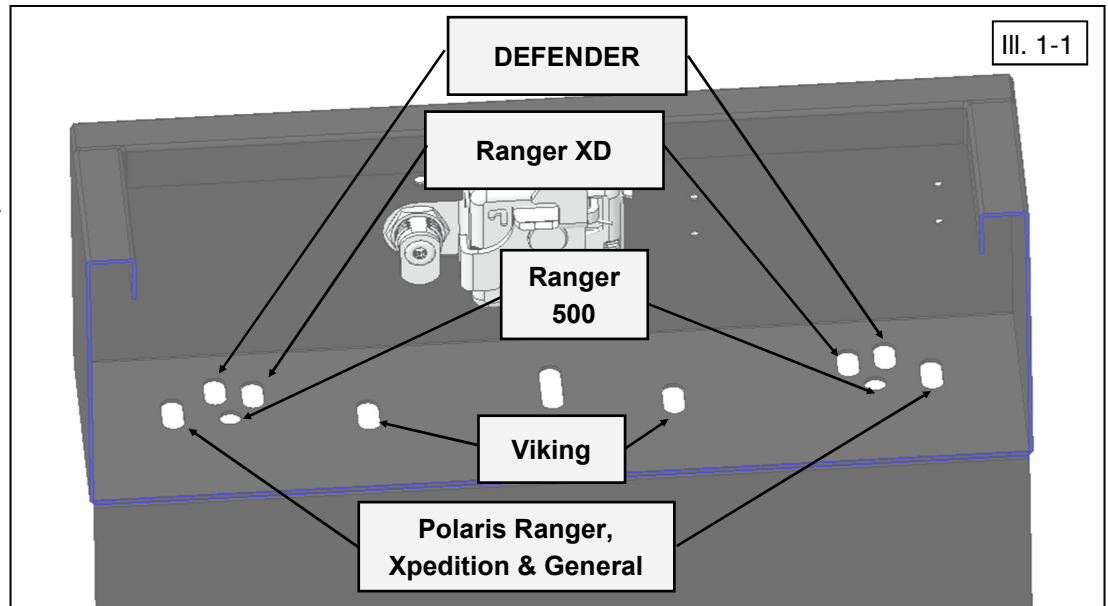 Ill. 1-1
DEFENDER
Ranger XD
Ranger
500
Viking
Polaris Ranger,
Xpedition & General